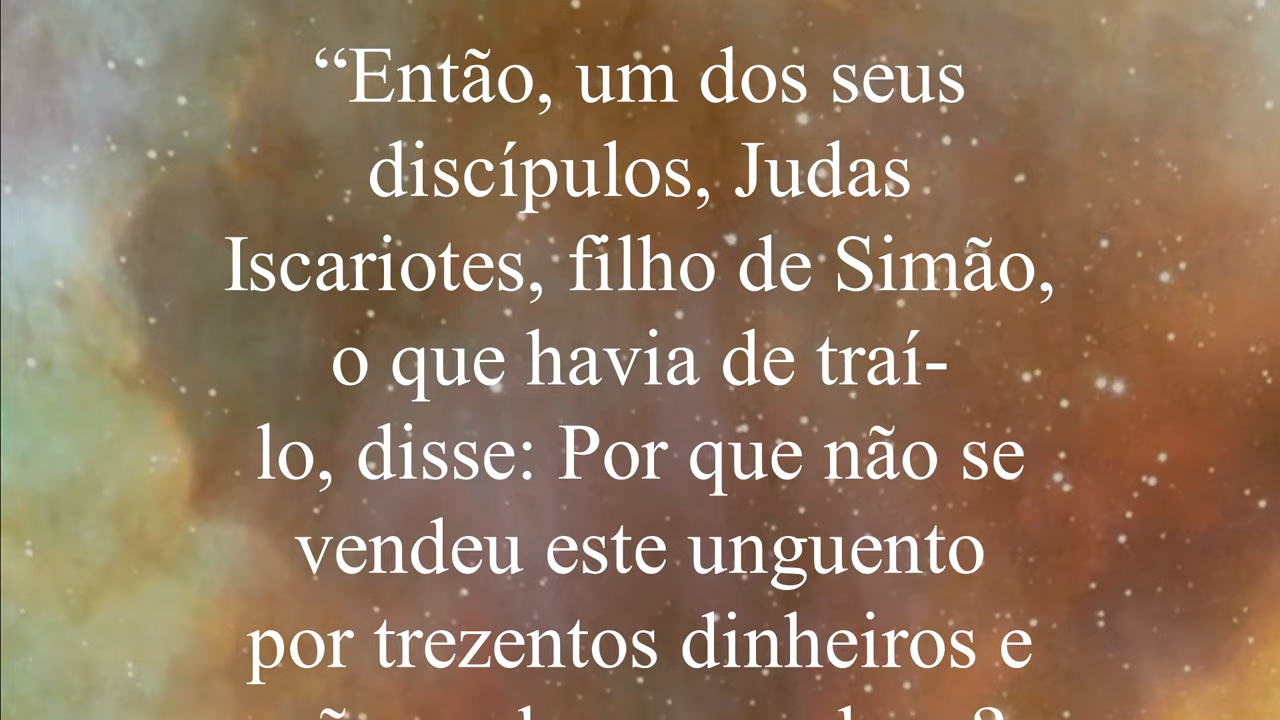 “Então, um dos seus
discípulos, Judas
Iscariotes, filho de Simão,
o que havia de traí-
lo, disse: Por que não se
vendeu este unguento
por trezentos dinheiros e